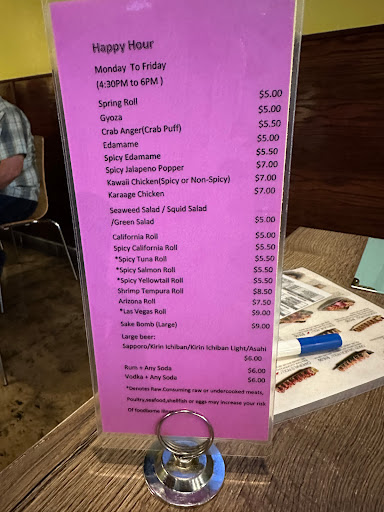 Happy Hour
Monday To Friday
(4:30PM to 6PM )
Spring Roll $5.00
Gyoza $5.00
Crab Anger(Crab Puff) $5.50
Edamame $5.00
Spicy Edamame $5.50
Spicy Jalapeno Popper $7.00
Kawaii Chicken(Spicy or Non-Spicy) $7.00
Karaage Chicken $7.00
Seaweed Salad / Squid Salad
/Green Salad $5.00
California Roll $5.00
Spicy California Roll $5.50
*Spicy Tuna Roll $5.50
*Spicy Salmon Roll $5.50
*Spicy Yellowtail Roll $5.50
Shrimp Tempura Roll $8.50
Arizona Roll $7.50
*Las Vegas Roll $9.00
Sake Bomb (Large) $9.00
Large beer:
Sapporo/Kirin Ichiban/Kirin Ichiban Light/Asahi
$6.00
Rum + Any Soda $6.00
Vodka + Any Soda $6.00
*Denotes Raw.Consuming raw or undercooked meats,
Poultry,seafood,shellfish or eggs may increase your risk
Of foodborne